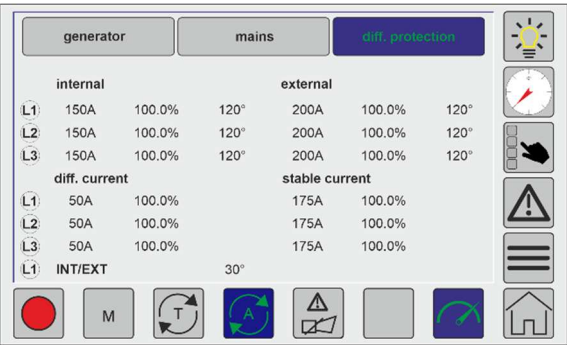 generator mains diff. protection
internal external
L1 150A 100.0% 120° 200A 100.0% 120°
L2 150A 100.0% 120° 200A 100.0% 120°
L3 150A 100.0% 120° 200A 100.0% 120°
diff. current stable current
L1 50A 100.0% 175A 100.0%
L2 50A 100.0% 175A 100.0%
L3 50A 100.0% 175A 100.0%
L1 INT/EXT 30°
M T A